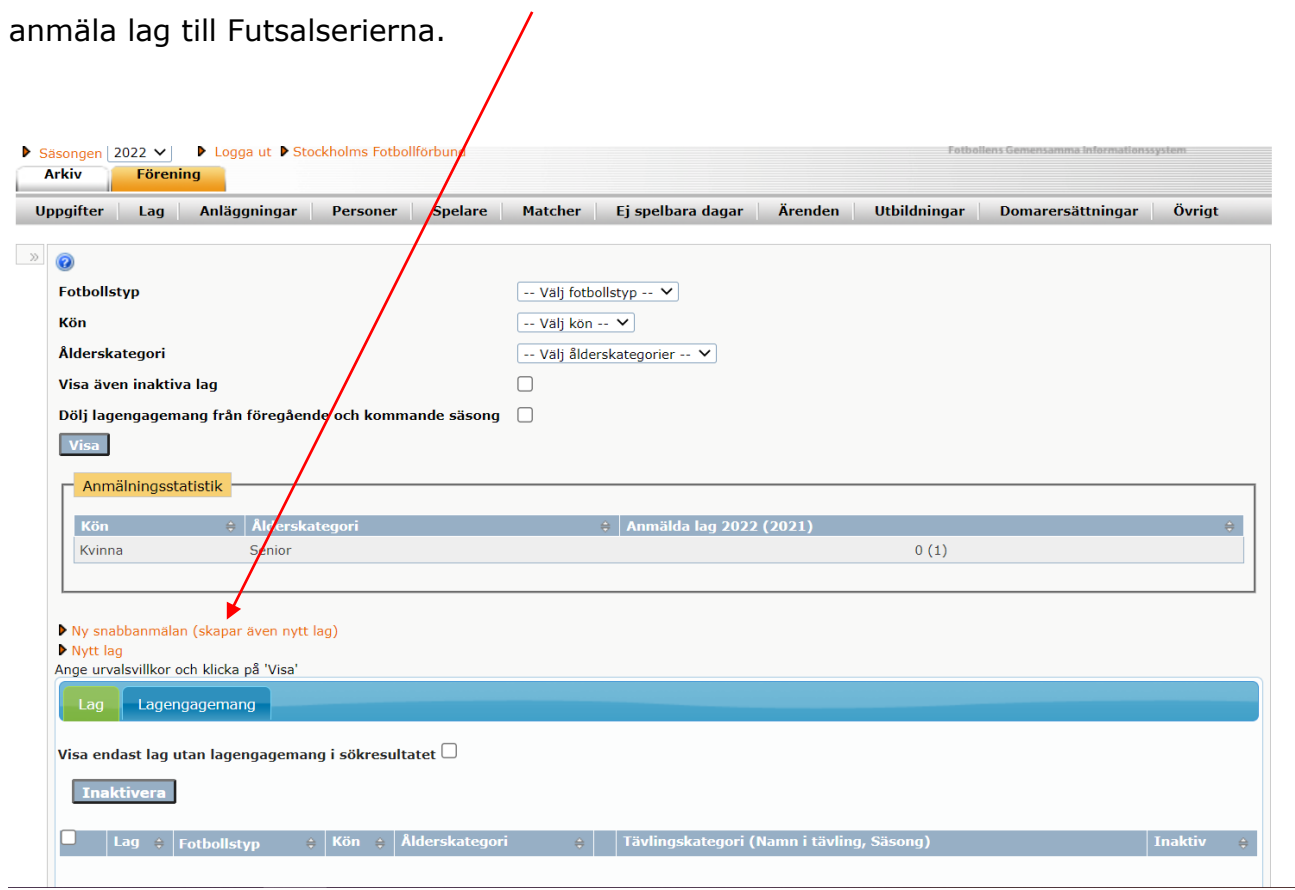 anmäla lag till Futsalserierna.
Säsongen 2022 Logga ut Stockholms Fotbollförbund Fotbollens Gemensamma Informationssystem
Arkiv Förening
Uppgifter Lag Anläggningar Personer Spelare Matcher Ej spelbara dagar Ärenden Utbildningar Domarersättningar Övrigt
»
?
Fotbollstyp -- Välj fotbollstyp --
Kön -- Välj kön --
Ålderskategori -- Välj ålderskategorier --
Visa även inaktiva lag
Dölj lagengagemang från föregående och kommande säsong
Visa
Anmälningsstatistik
Kön Ålderskategori Anmälda lag 2022 (2021)
Kvinna Senior 0 (1)
Ny snabbanmälan (skapar även nytt lag)
Nytt lag
Ange urvalsvillkor och klicka på 'Visa'
Lag Lagengagemang
Visa endast lag utan lagengagemang i sökresultatet
Inaktivera
Lag Fotbollstyp Kön Ålderskategori Tävlingskategori (Namn i tävling, Säsong) Inaktiv